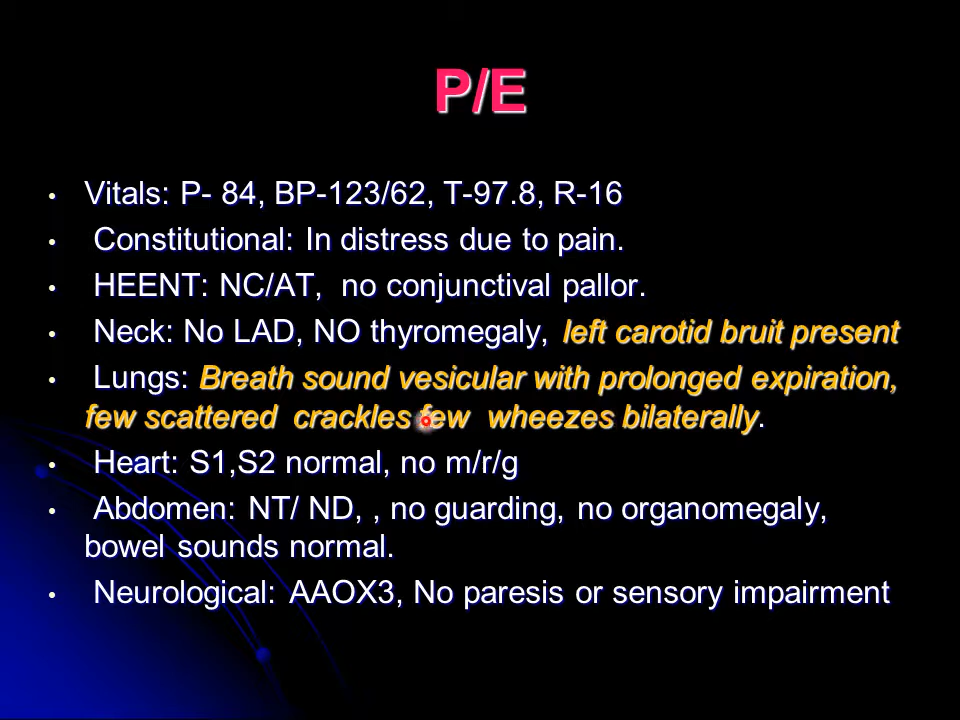 P/E
• Vitals: P- 84, BP-123/62, T-97.8, R-16
• Constitutional: In distress due to pain.
• HEENT: NC/AT, no conjunctival pallor.
• Neck: No LAD, NO thyromegaly, left carotid bruit present
• Lungs: Breath sound vesicular with prolonged expiration,
few scattered crackles few wheezes bilaterally.
• Heart: S1,S2 normal, no m/r/g
• Abdomen: NT/ ND, , no guarding, no organomegaly,
bowel sounds normal.
• Neurological: AAOX3, No paresis or sensory impairment